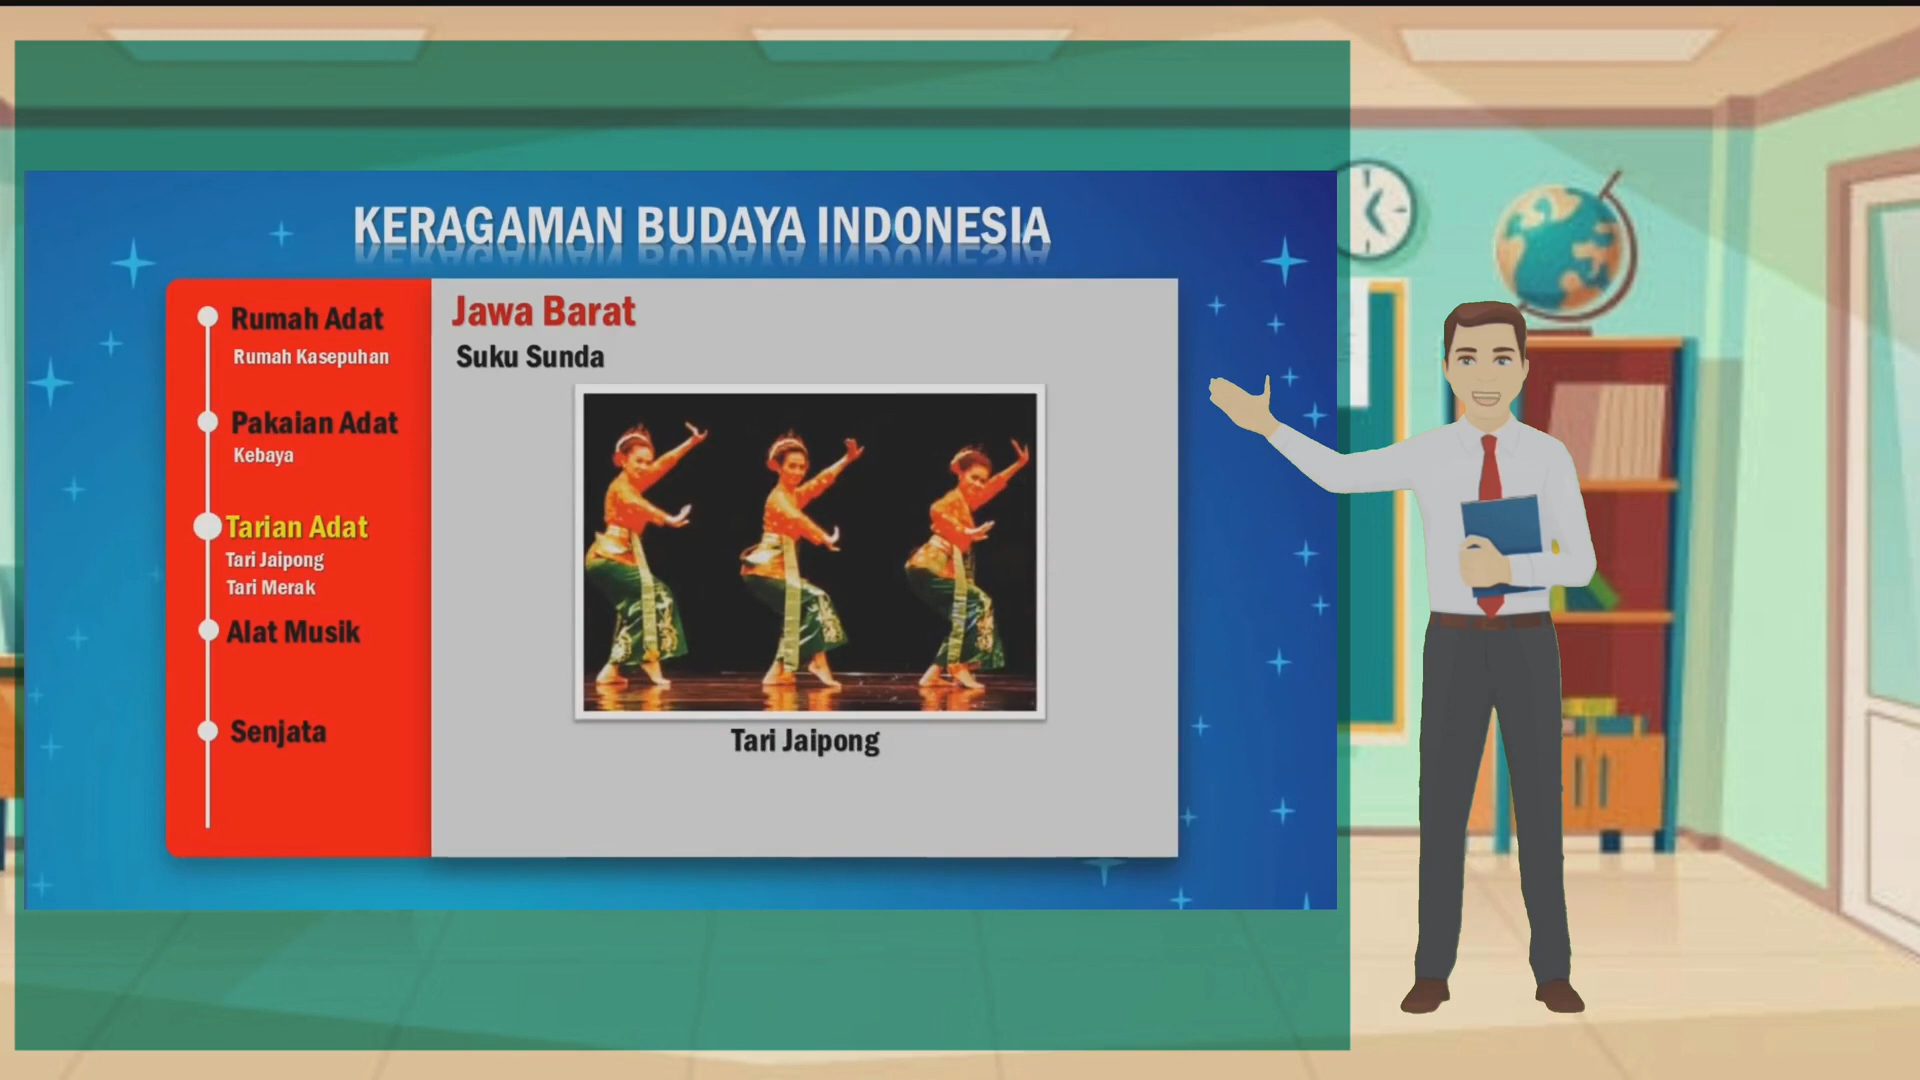 KERAGAMAN BUDAYA INDONESIA
Rumah Adat
Rumah Kasepuhan
Pakaian Adat
Kebaya
Tarian Adat
Tari Jaipong
Tari Merak
Alat Musik
Senjata
Jawa Barat
Suku Sunda
Tari Jaipong